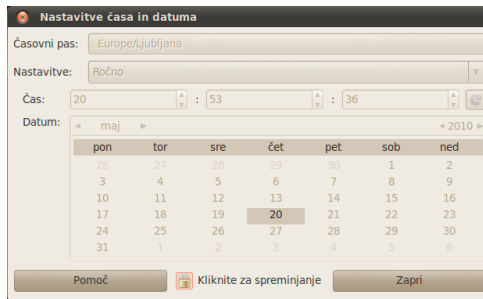 Nastavitve časa in datuma
Časovni pas: Europe/Ljubljana
Nastavitve: Ročno
Čas: 20 : 53 : 36
Datum: maj 2010
pon tor sre čet pet sob ned
26 27 28 29 30 1 2
3 4 5 6 7 8 9
10 11 12 13 14 15 16
17 18 19 20 21 22 23
24 25 26 27 28 29 30
31 1 2 3 4 5 6
Pomoč Kliknite za spreminjanje Zapri